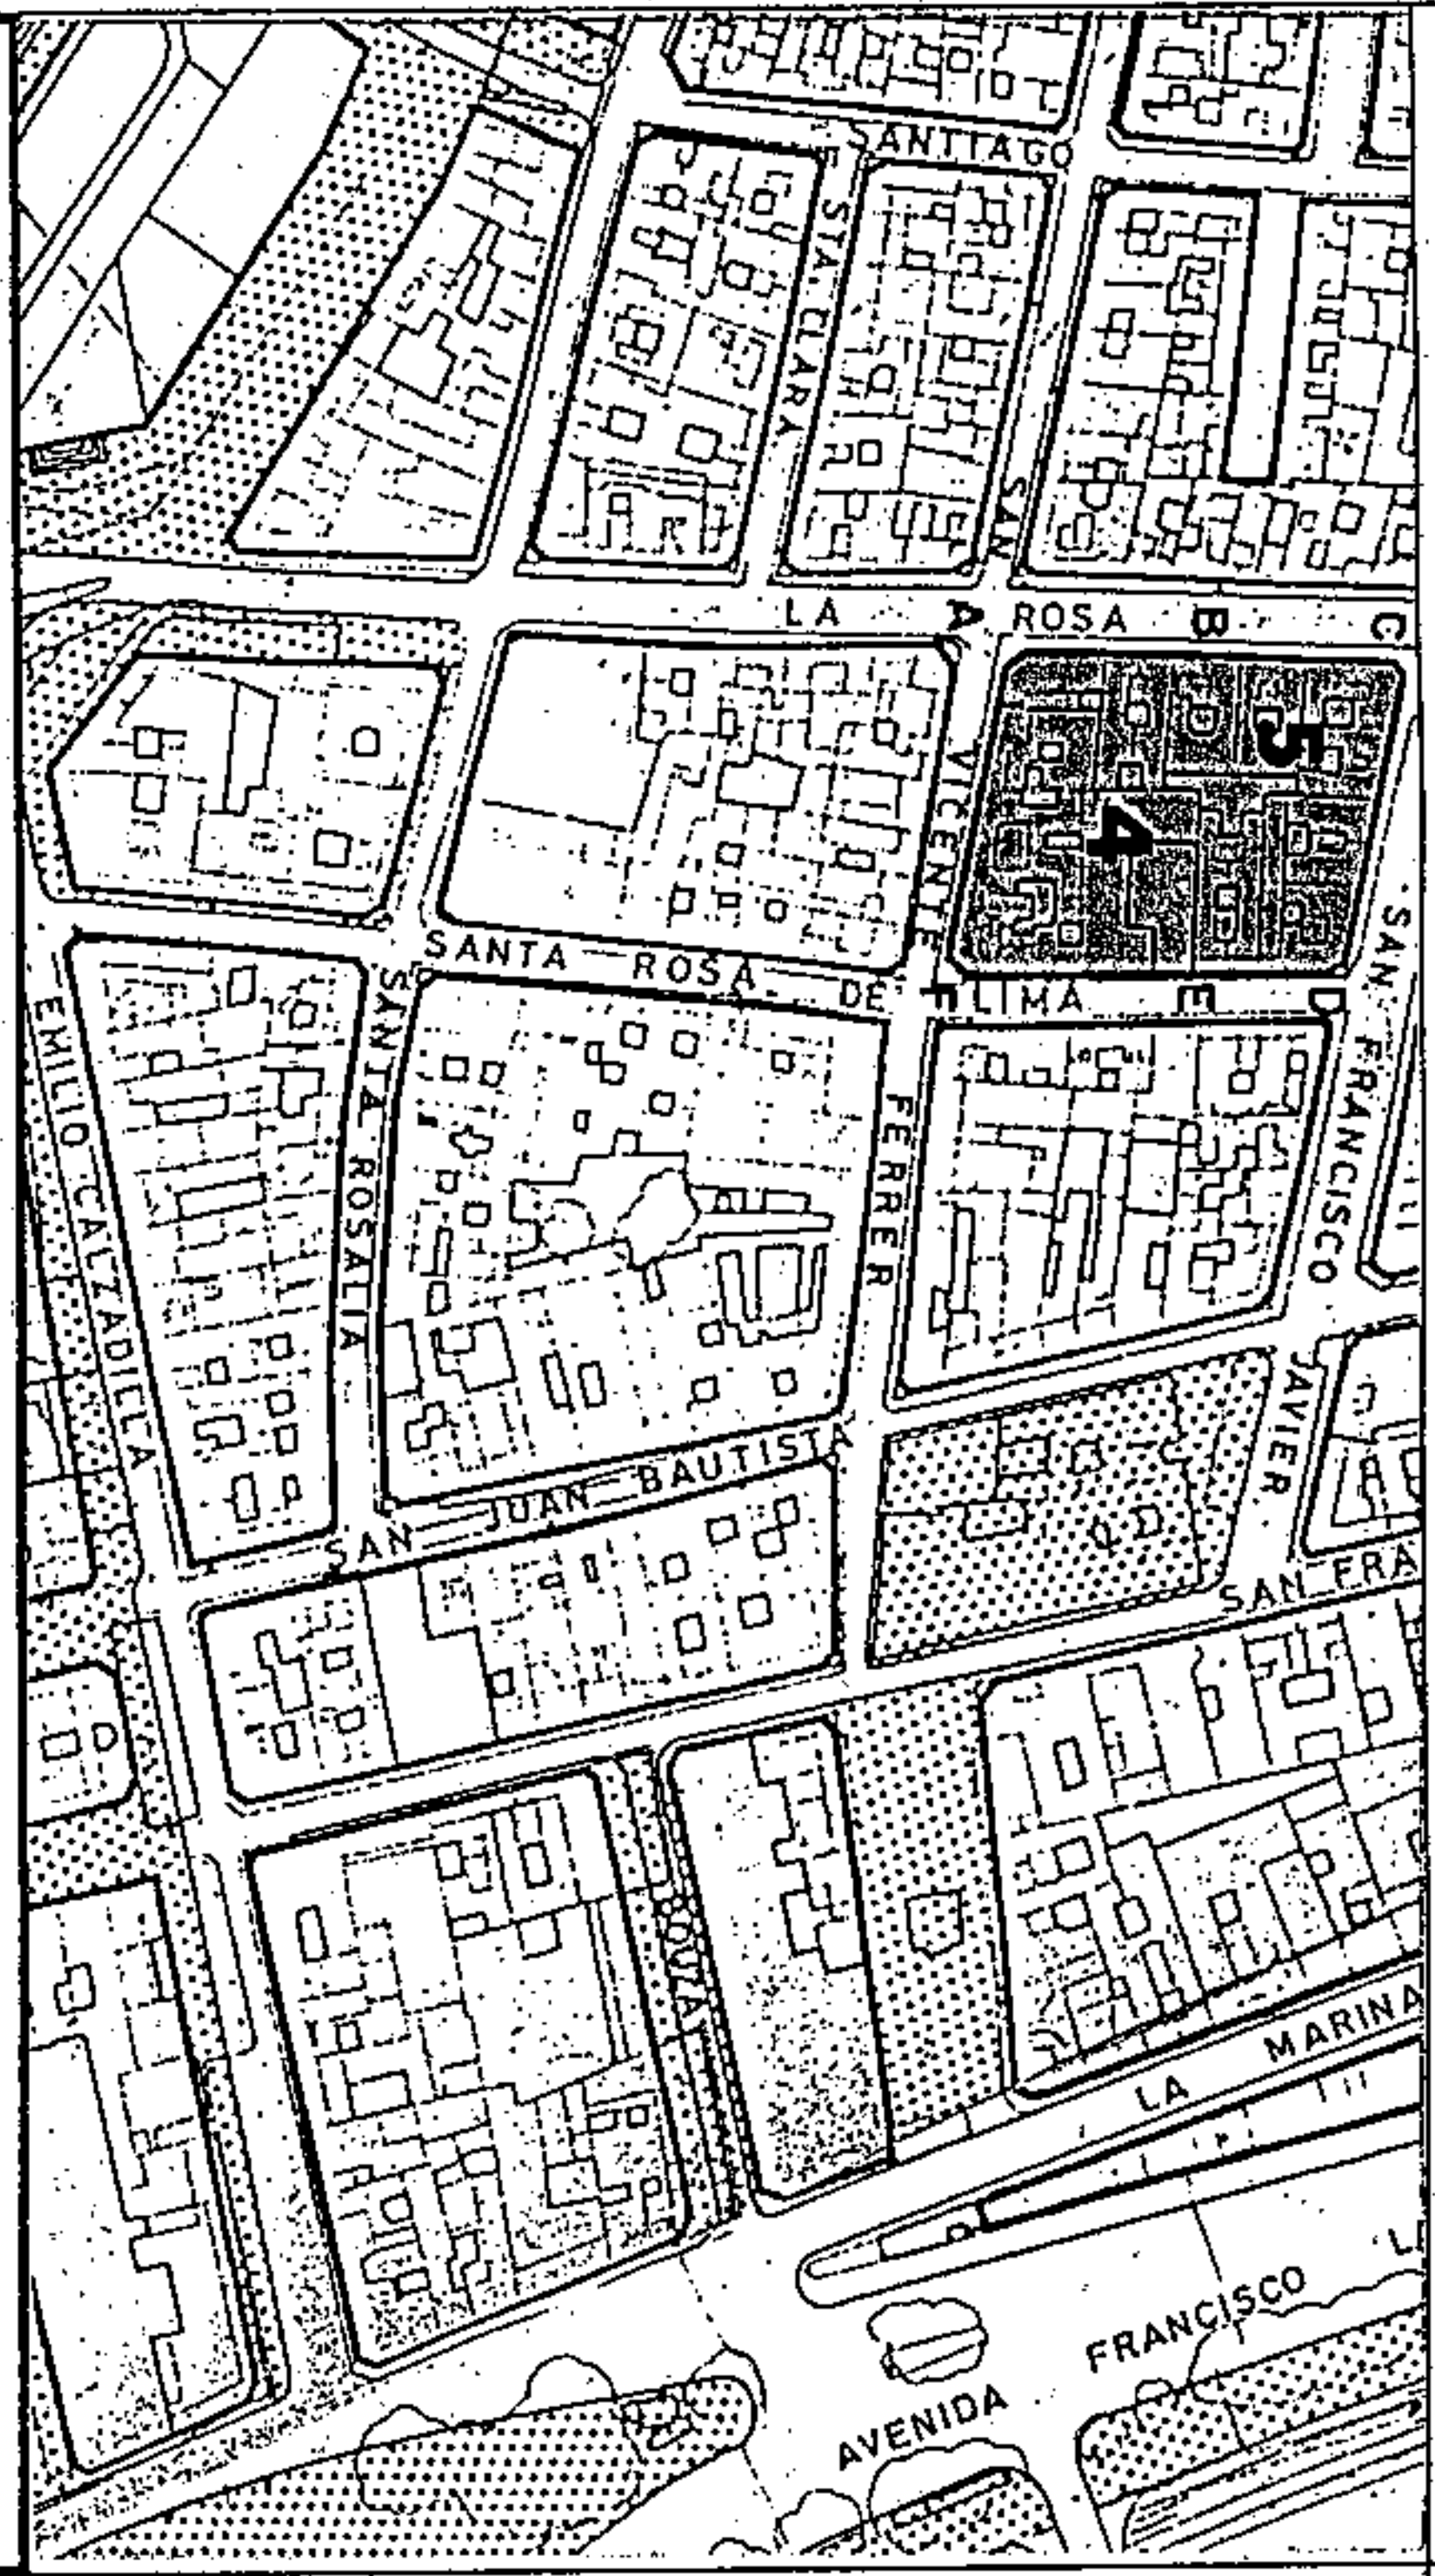 SANTIAGO
STA CLARA
SAN VICENTE FERRER
LA ROSA
A B C
5
4
SANTA ROSA DE LIMA
F E D
SAN FRANCISCO JAVIER
EMILIO CALZADILLA
SANTA ROSALIA
SAN JUAN BAUTISTA
SAN FRA
BOUZA
LA MARINA
FRANCISCO
AVENIDA